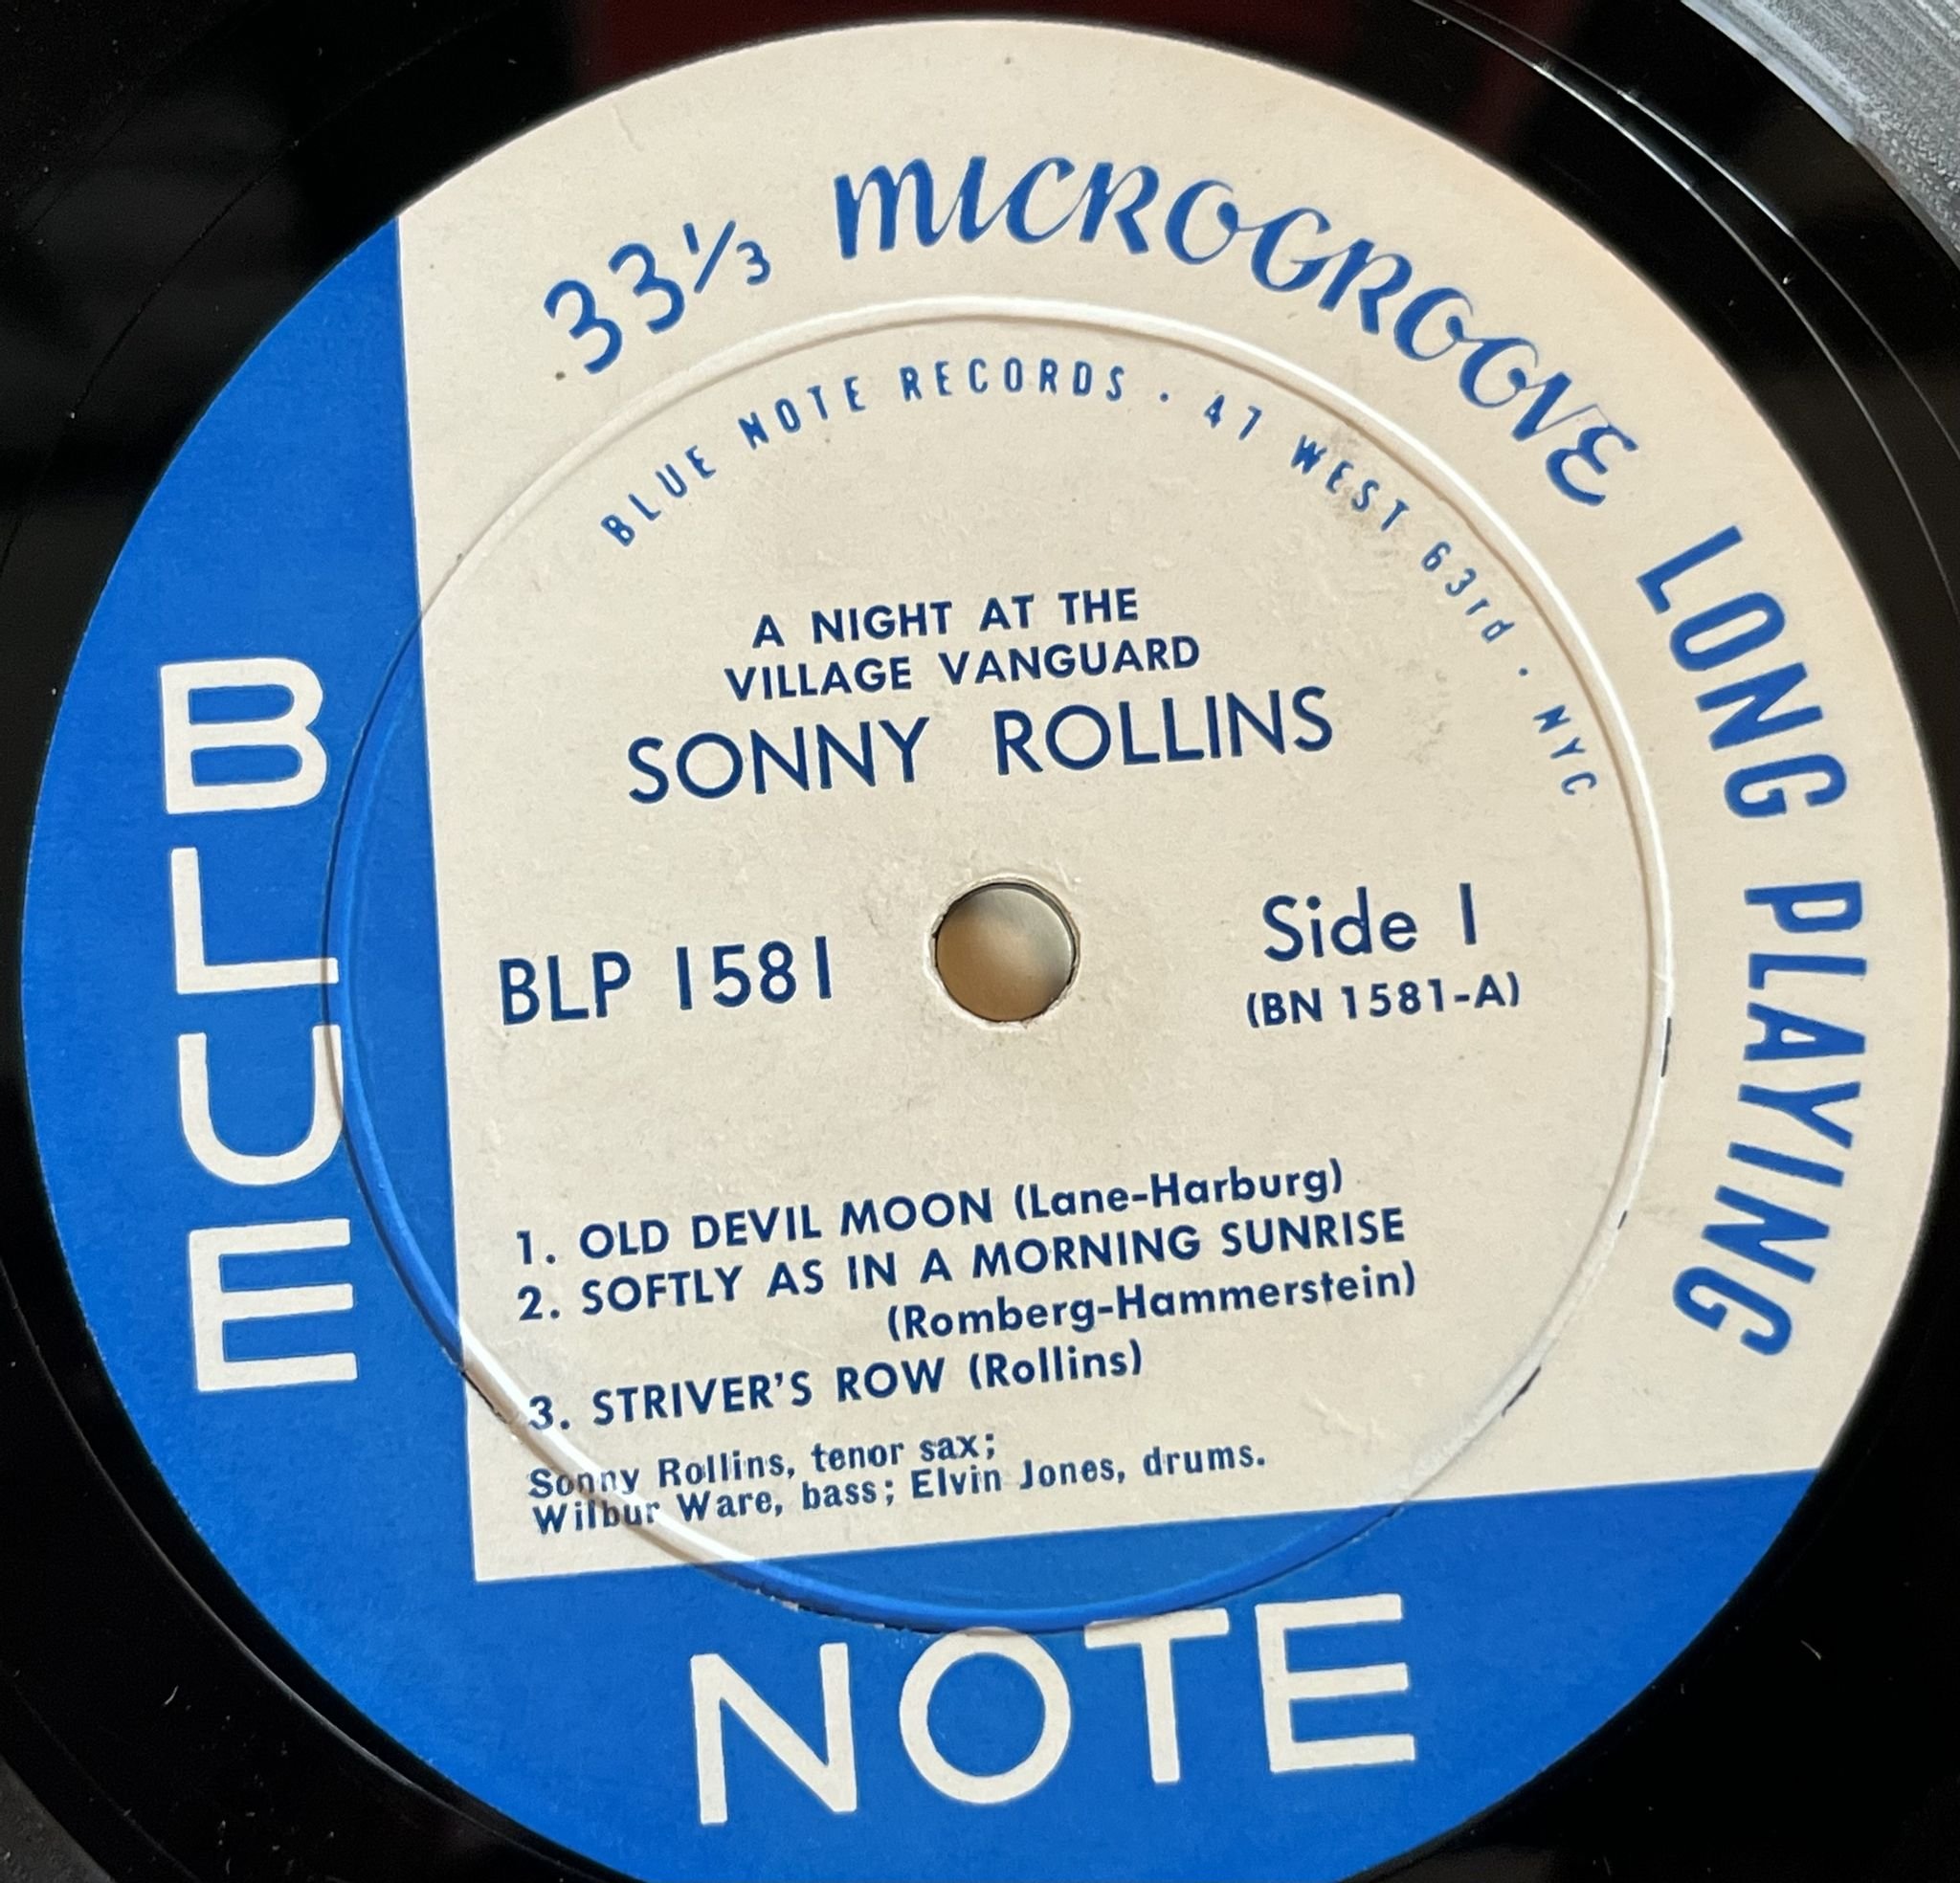 33⅓ MICROGROOVE LONG PLAYING
BLUE NOTE RECORDS · 47 WEST 63rd · NYC
A NIGHT AT THE
VILLAGE VANGUARD
SONNY ROLLINS
BLP 1581
Side 1
(BN 1581-A)
1. OLD DEVIL MOON (Lane-Harburg)
2. SOFTLY AS IN A MORNING SUNRISE
(Romberg-Hammerstein)
3. STRIVER'S ROW (Rollins)
Sonny Rollins, tenor sax;
Wilbur Ware, bass; Elvin Jones, drums.
BLUE
NOTE